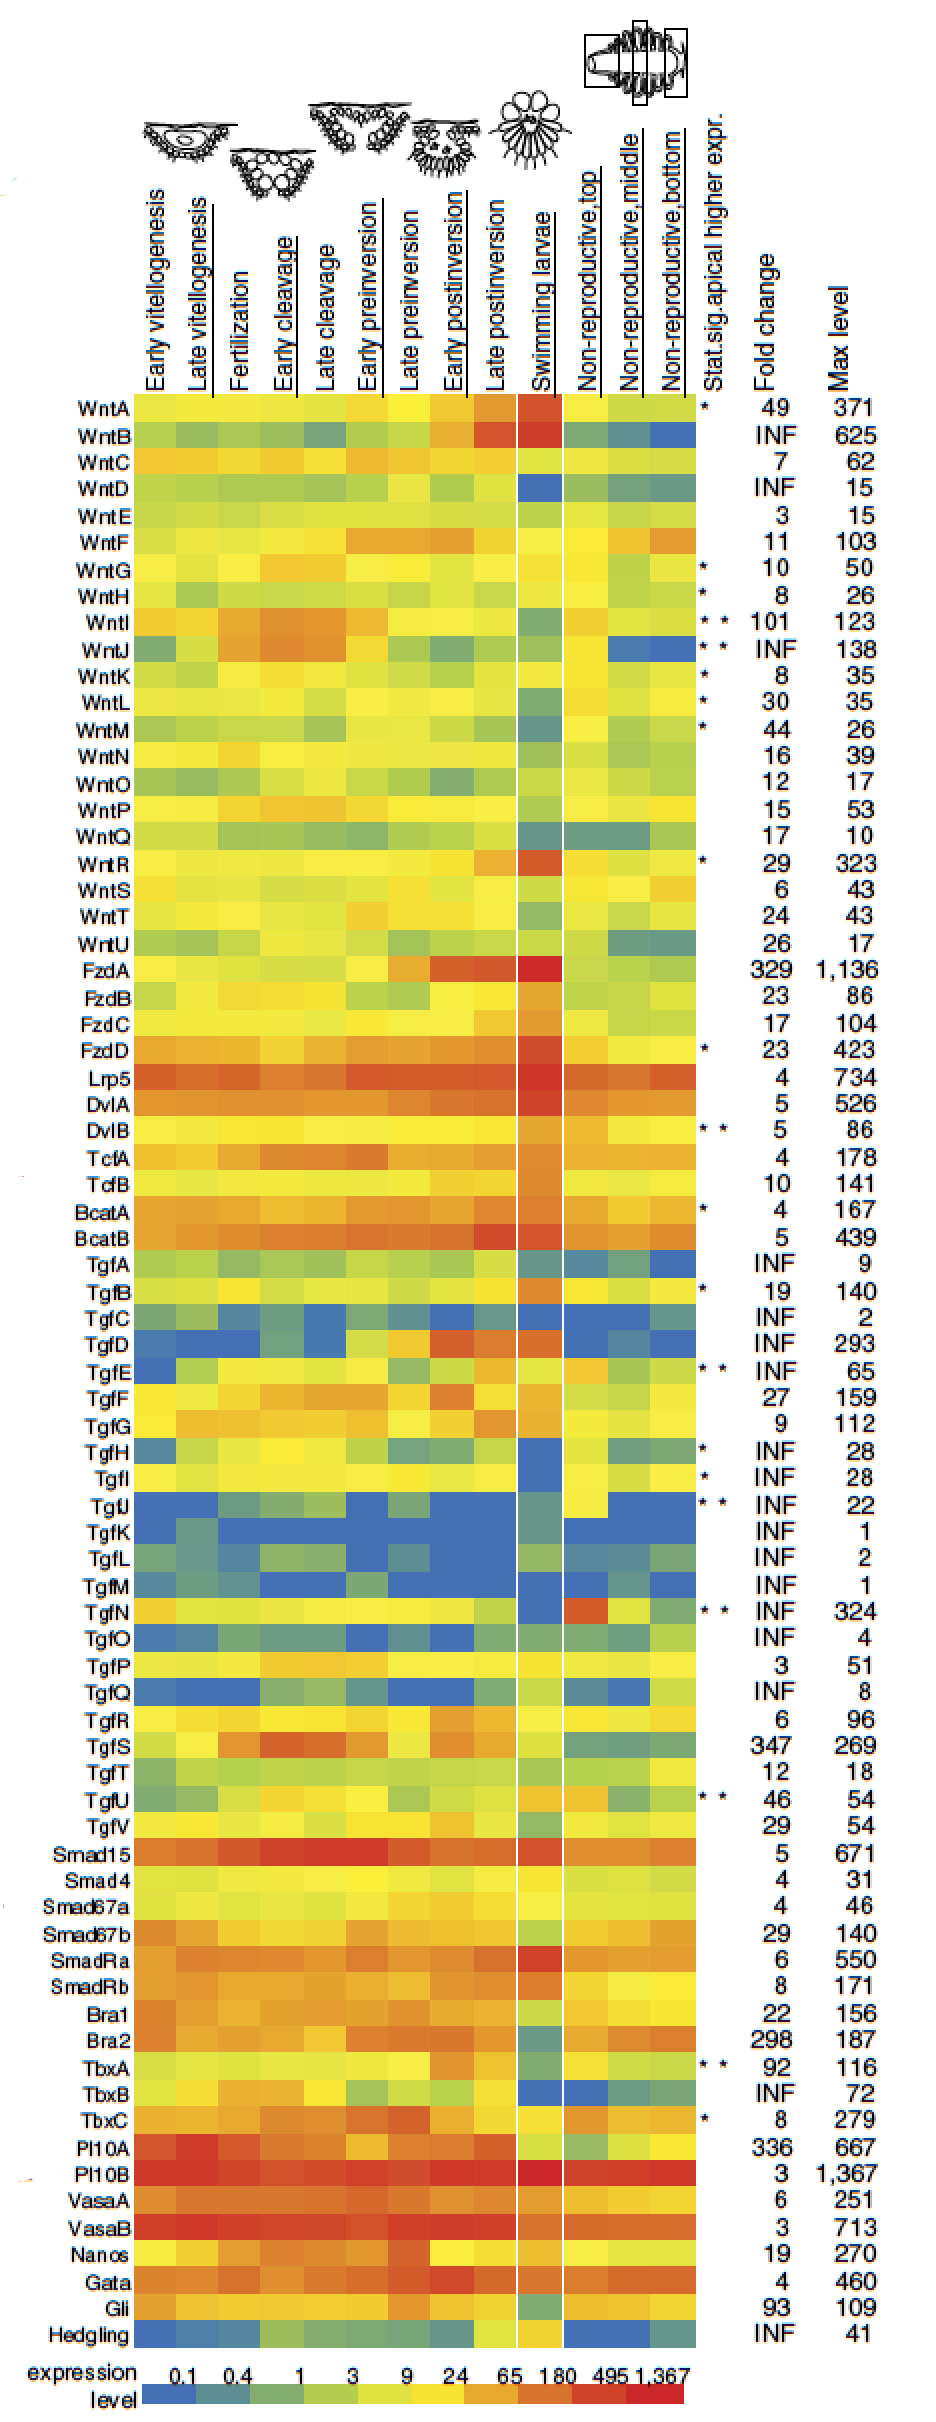 Early vitellogenesis
Late vitellogenesis
Fertilization
Early cleavage
Late cleavage
Early preinversion
Late preinversion
Early postinversion
Late postinversion
Swimming larvae
Non-reproductive,top
Non-reproductive,middle
Non-reproductive,bottom
Stat.sig.apical higher expr.
Fold change
Max level
WntA * 49 371
WntB INF 625
WntC 7 62
WntD INF 15
WntE 3 15
WntF 11 103
WntG * 10 50
WntH * 8 26
WntI * * 101 123
WntJ * * INF 138
WntK * 8 35
WntL * 30 35
WntM * 44 26
WntN 16 39
WntO 12 17
WntP 15 53
WntQ 17 10
WntR * 29 323
WntS 6 43
WntT 24 43
WntU 26 17
FzdA 329 1,136
FzdB 23 86
FzdC 17 104
FzdD * 23 423
Lrp5 4 734
DvlA 5 526
DvlB * * 5 86
TcfA 4 178
TcfB 10 141
BcatA * 4 167
BcatB 5 439
TgfA INF 9
TgfB * 19 140
TgfC INF 2
TgfD INF 293
TgfE * * INF 65
TgfF 27 159
TgfG 9 112
TgfH * INF 28
TgfI * INF 28
TgfJ * * INF 22
TgfK INF 1
TgfL INF 2
TgfM INF 1
TgfN * * INF 324
TgfO INF 4
TgfP 3 51
TgfQ INF 8
TgfR 6 96
TgfS 347 269
TgfT 12 18
TgfU * * 46 54
TgfV 29 54
Smad15 5 671
Smad4 4 31
Smad67a 4 46
Smad67b 29 140
SmadRa 6 550
SmadRb 8 171
Bra1 22 156
Bra2 298 187
TbxA * * 92 116
TbxB INF 72
TbxC * 8 279
Pl10A 336 667
Pl10B 3 1,367
VasaA 6 251
VasaB 3 713
Nanos 19 270
Gata 4 460
Gli 93 109
Hedgling INF 41
expression 0.1 0.4 1 3 9 24 65 180 495 1,367
level